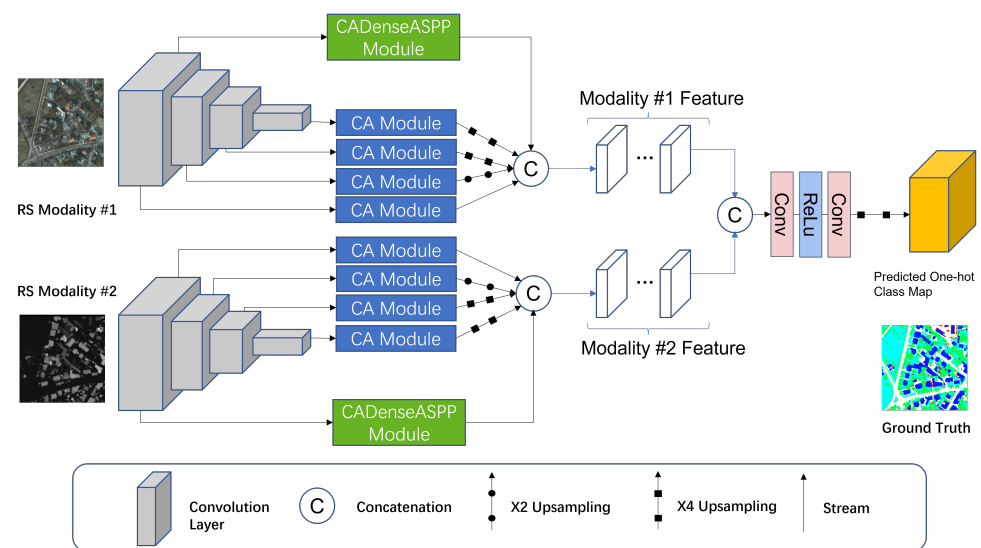 CADenseASPP
Module
Modality #1 Feature
CA Module
CA Module
CA Module
CA Module
C
RS Modality #1
C
Conv
ReLu
Conv
CA Module
CA Module
CA Module
CA Module
C
RS Modality #2
Predicted One-hot
Class Map
Modality #2 Feature
CADenseASPP
Module
Ground Truth
Convolution
Layer
C
Concatenation
X2 Upsampling
X4 Upsampling
Stream